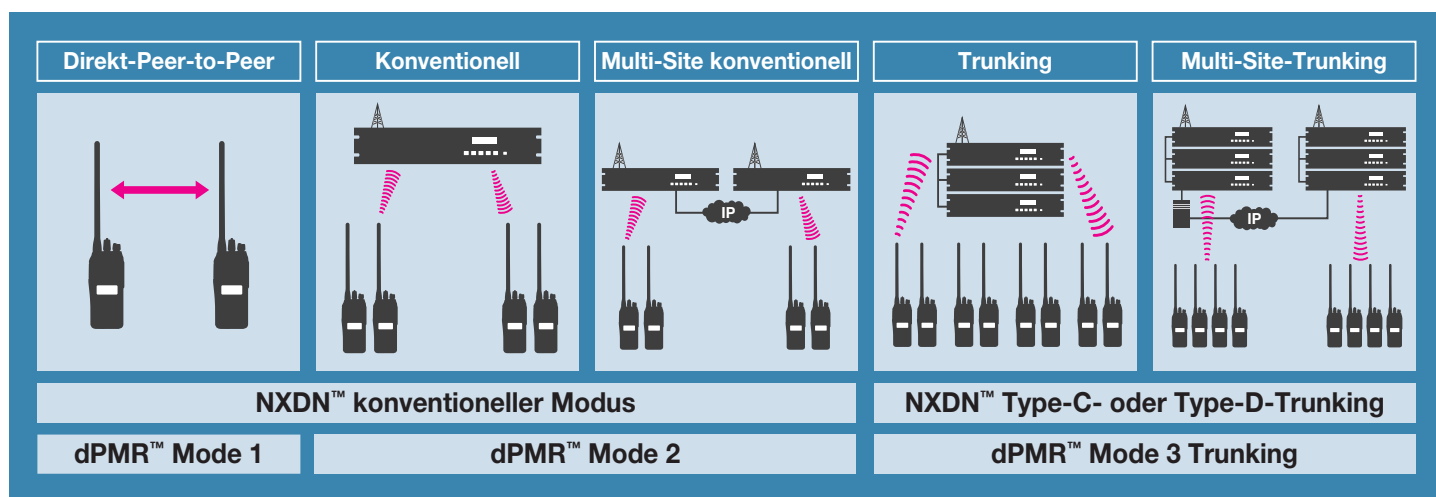 Direkt-Peer-to-Peer
Konventionell
Multi-Site konventionell
Trunking
Multi-Site-Trunking
IP
IP
NXDN™ konventioneller Modus
NXDN™ Type-C- oder Type-D-Trunking
dPMR™ Mode 1
dPMR™ Mode 2
dPMR™ Mode 3 Trunking